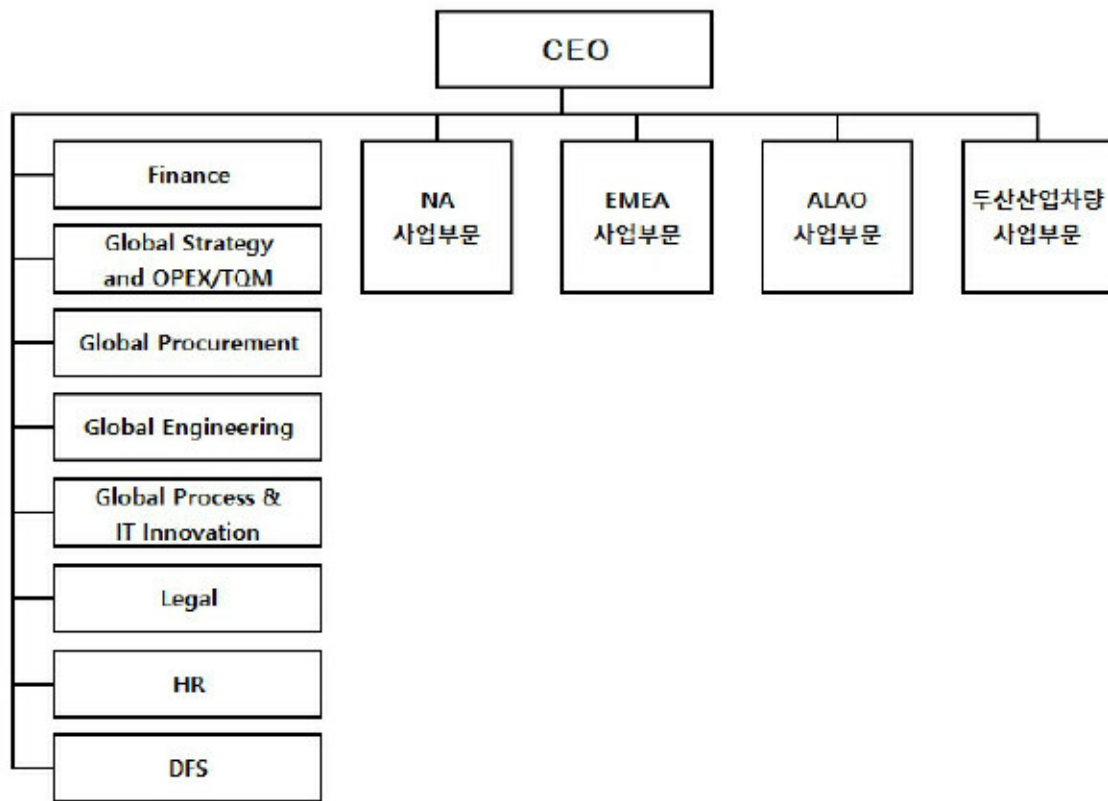 CEO
Finance
Global Strategy
and OPEX/TQM
Global Procurement
Global Engineering
Global Process &
IT Innovation
Legal
HR
DFS
NA
사업부문
EMEA
사업부문
ALAO
사업부문
두산산업차량
사업부문